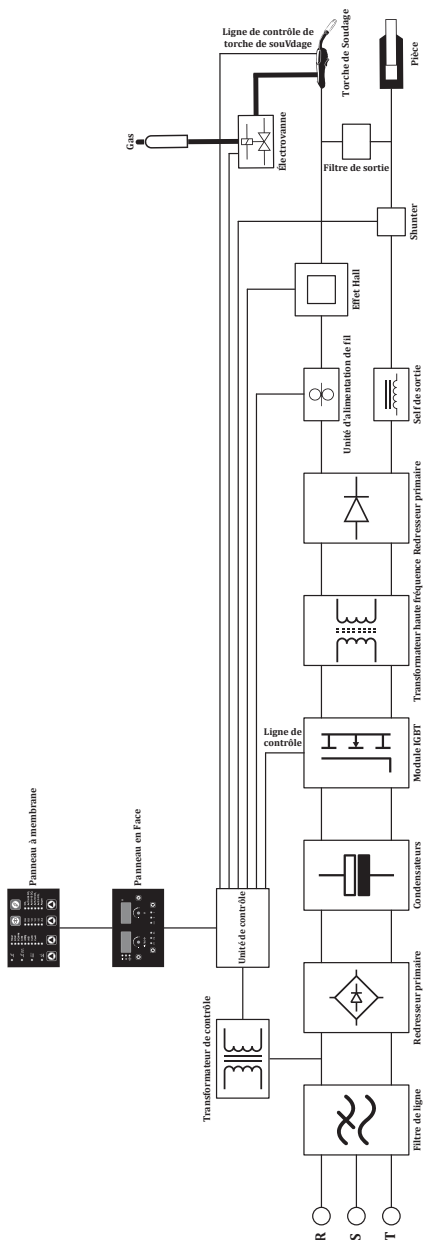 Ligne de contrôle de
torche de souVdage
Torche de Soudage
Pièce
Gas
Électrovanne
Filtre de sortie
Shunter
Effet Hall
Unité d'alimentation de fil
Self de sortie
Redresseur primaire
Transformateur haute fréquence
Ligne de
contrôle
Module IGBT
Panneau à membrane
Panneau en Face
Unité de contrôle
Condensateurs
Redresseur primaire
Transformateur de contrôle
Filtre de ligne
R
S
T